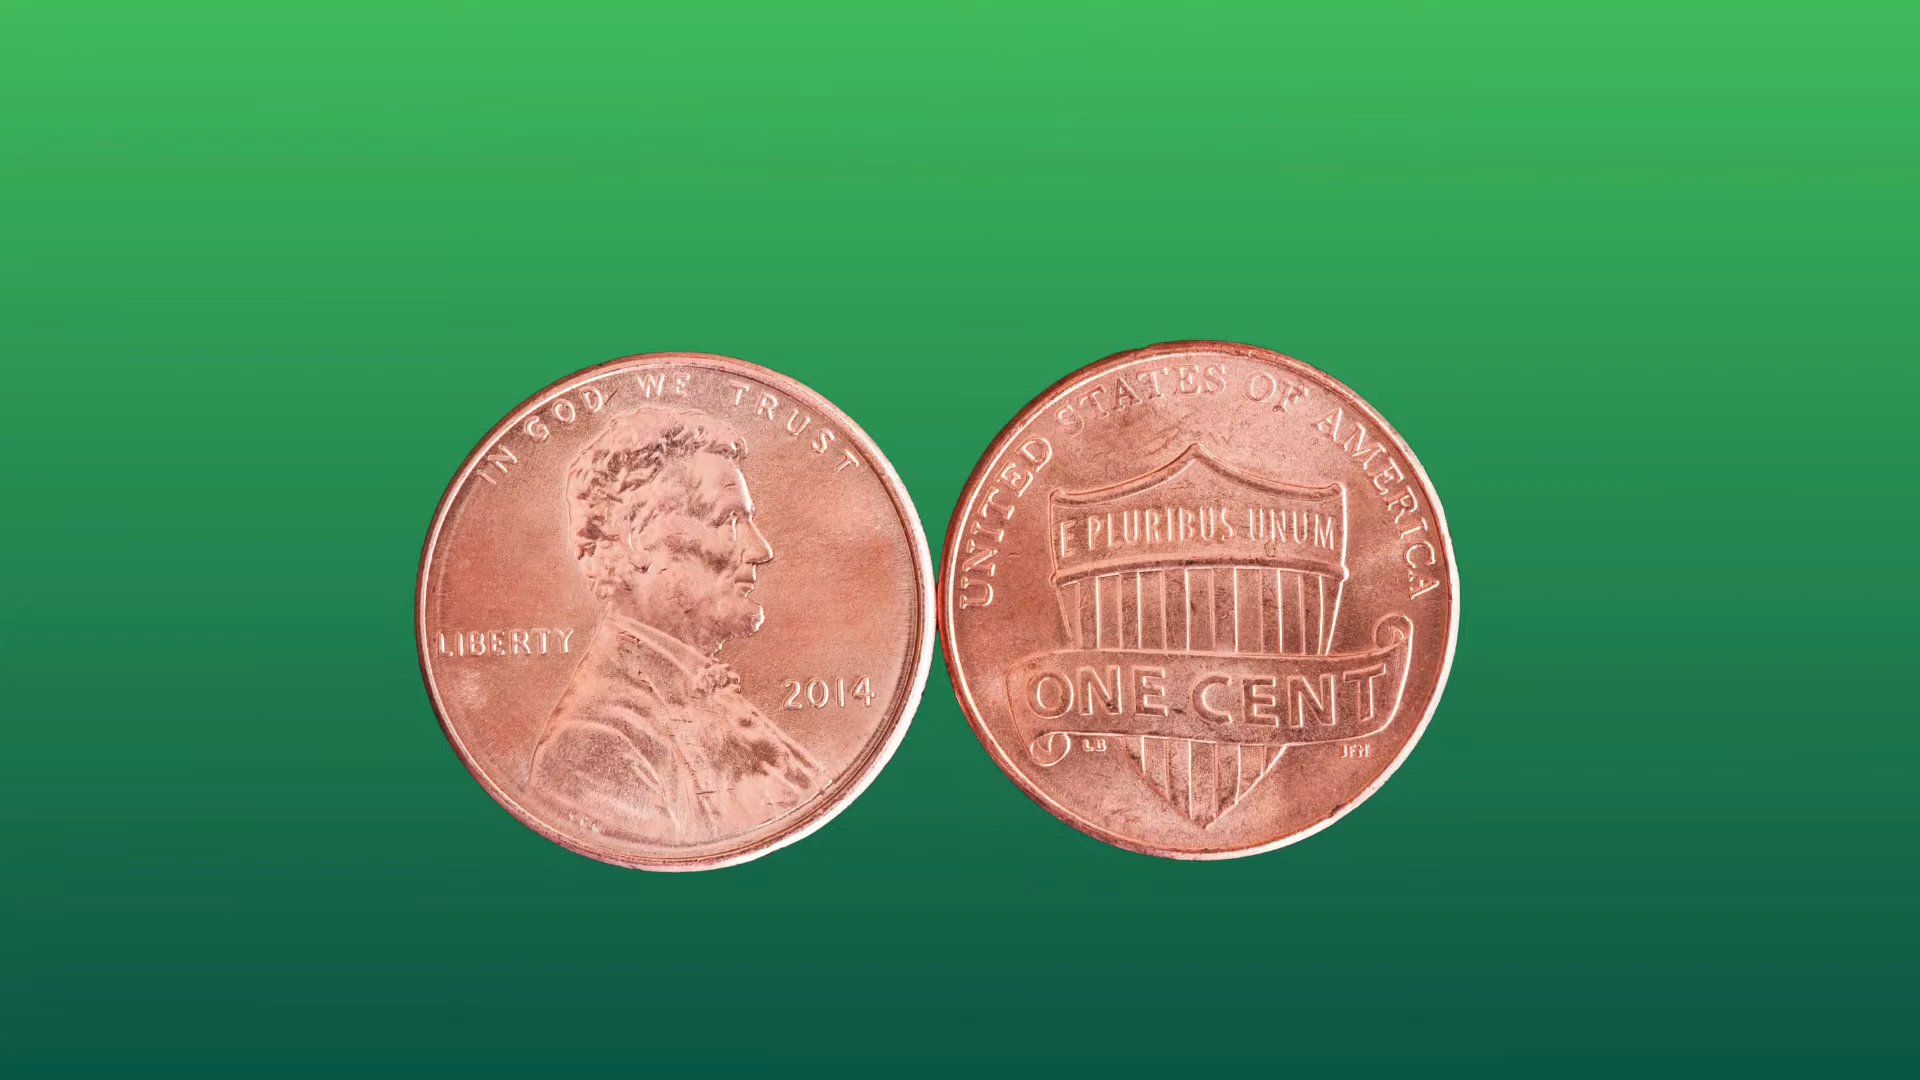 IN GOD WE TRUST
LIBERTY
2014
UNITED STATES OF AMERICA
E PLURIBUS UNUM
ONE CENT
LB
JFM